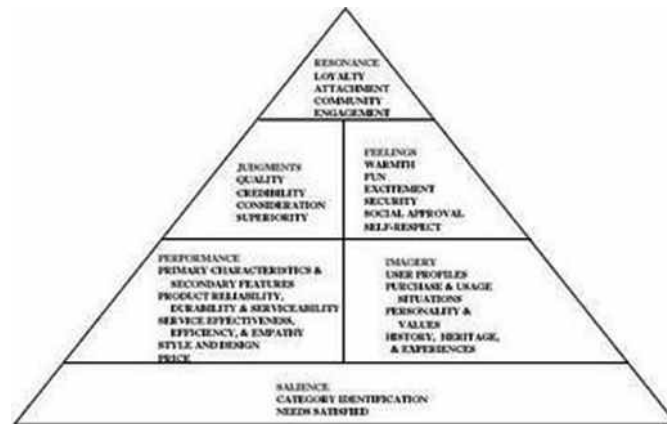 RESONANCE
LOYALTY
ATTACHMENT
COMMUNITY
ENGAGEMENT
JUDGMENTS
QUALITY
CREDIBILITY
CONSIDERATION
SUPERIORITY
FEELINGS
WARMTH
FUN
EXCITEMENT
SECURITY
SOCIAL APPROVAL
SELF-RESPECT
PERFORMANCE
PRIMARY CHARACTERISTICS &
SECONDARY FEATURES
PRODUCT RELIABILITY,
DURABILITY & SERVICEABILITY
SERVICE EFFECTIVENESS,
EFFICIENCY, & EMPATHY
STYLE AND DESIGN
PRICE
IMAGERY
USER PROFILES
PURCHASE & USAGE
SITUATIONS
PERSONALITY &
VALUES
HISTORY, HERITAGE,
& EXPERIENCES
SALIENCE
CATEGORY IDENTIFICATION
NEEDS SATISFIED